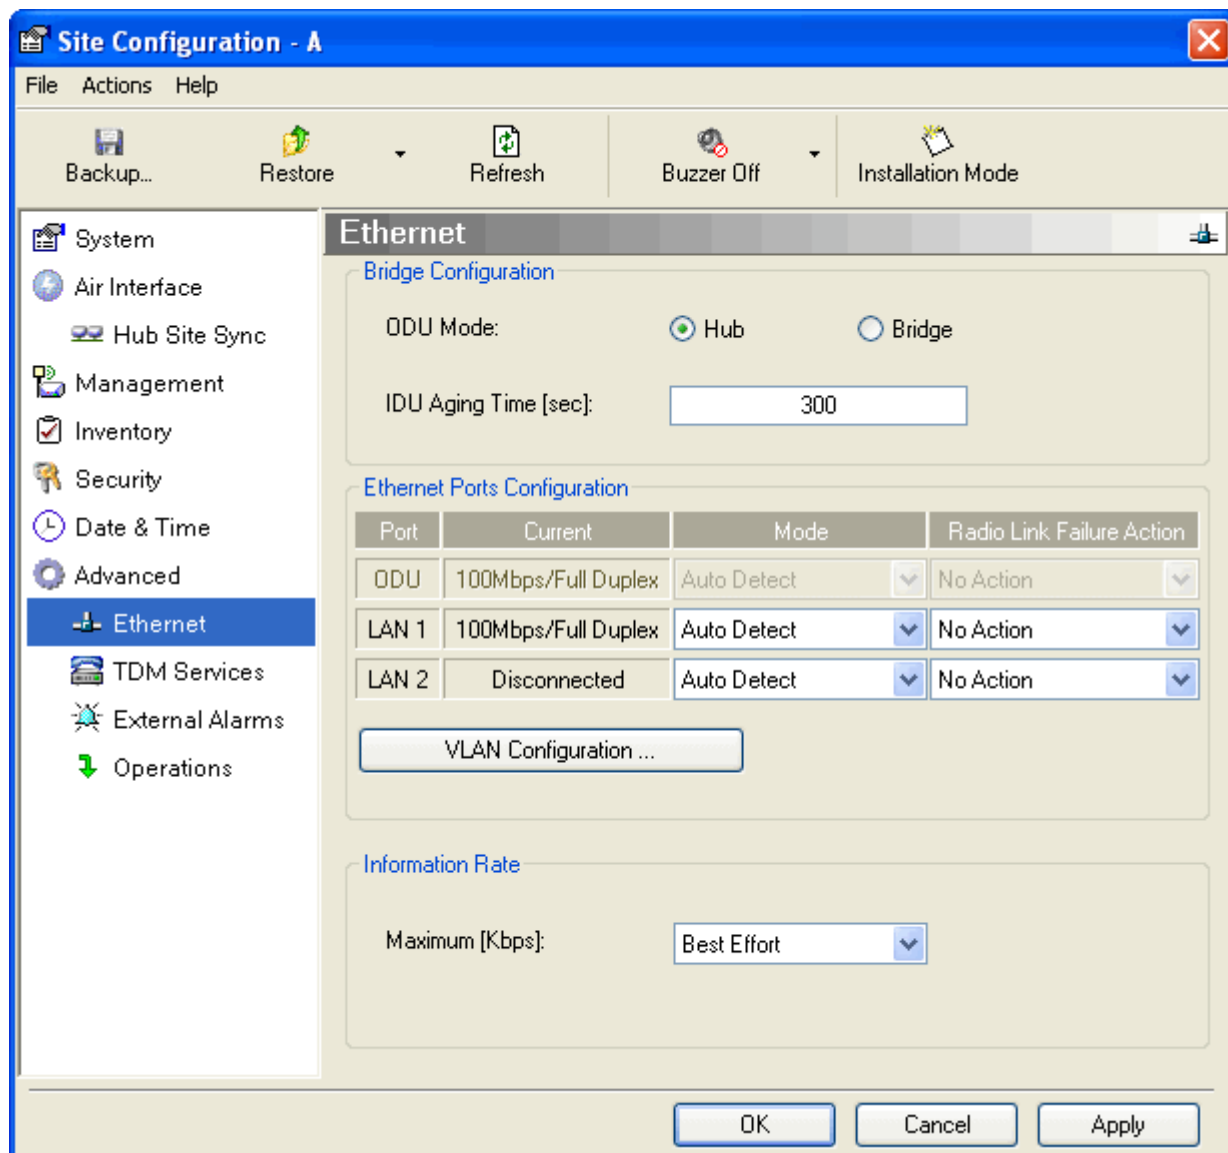 Site Configuration - A
File Actions Help
Backup... Restore Refresh Buzzer Off Installation Mode
System
Air Interface
Hub Site Sync
Management
Inventory
Security
Date & Time
Advanced
Ethernet
TDM Services
External Alarms
Operations
Ethernet
Bridge Configuration
ODU Mode: Hub Bridge
IDU Aging Time [sec]: 300
Ethernet Ports Configuration
Port Current Mode Radio Link Failure Action
ODU 100Mbps/Full Duplex Auto Detect No Action
LAN 1 100Mbps/Full Duplex Auto Detect No Action
LAN 2 Disconnected Auto Detect No Action
VLAN Configuration ...
Information Rate
Maximum [Kbps]: Best Effort
OK Cancel Apply